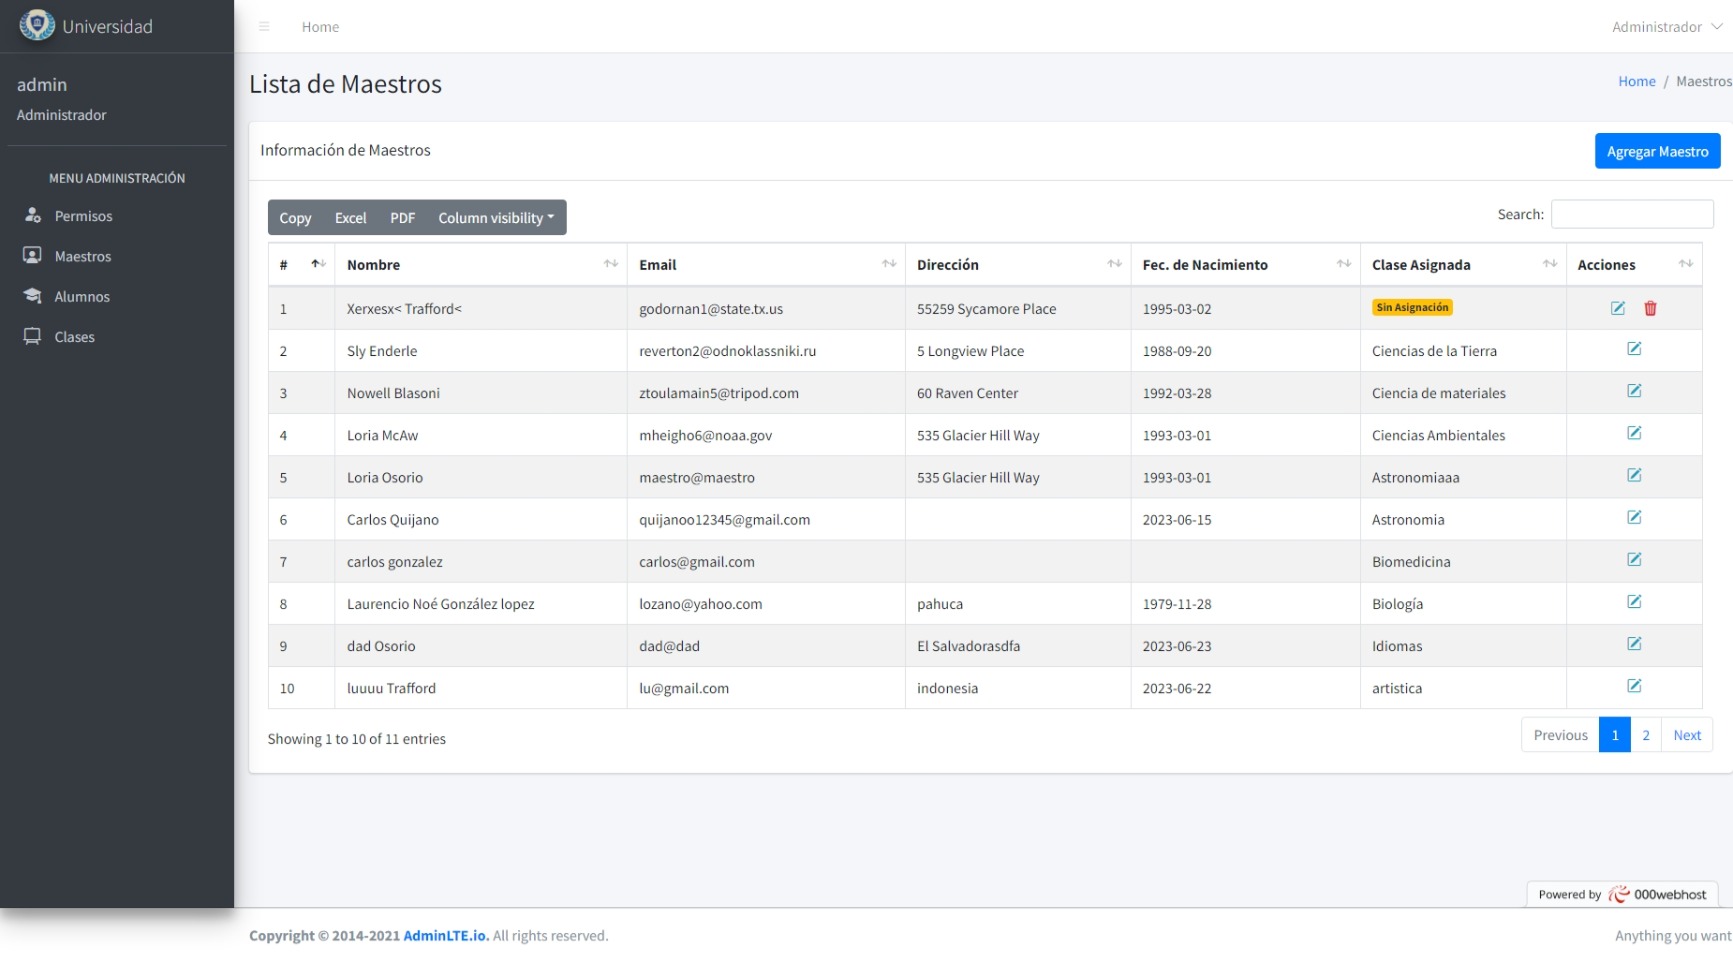 Universidad
Home
Administrador
admin
Administrador
Lista de Maestros
Home / Maestros
MENU ADMINISTRACIÓN
Permisos
Maestros
Alumnos
Clases
Información de Maestros
Agregar Maestro
Copy Excel PDF Column visibility
Search:
# Nombre Email Dirección Fec. de Nacimiento Clase Asignada Acciones
1 Xerxesx< Trafford< godornan1@state.tx.us 55259 Sycamore Place 1995-03-02 Sin Asignación
2 Sly Enderle reverton2@odnoklassniki.ru 5 Longview Place 1988-09-20 Ciencias de la Tierra
3 Nowell Blasoni ztoulamain5@tripod.com 60 Raven Center 1992-03-28 Ciencia de materiales
4 Loria McAw mheigho6@noaa.gov 535 Glacier Hill Way 1993-03-01 Ciencias Ambientales
5 Loria Osorio maestro@maestro 535 Glacier Hill Way 1993-03-01 Astronomiaaa
6 Carlos Quijano quijanoo12345@gmail.com 2023-06-15 Astronomia
7 carlos gonzalez carlos@gmail.com Biomedicina
8 Laurencio Noé González lopez lozano@yahoo.com pahuca 1979-11-28 Biología
9 dad Osorio dad@dad El Salvadorasdfa 2023-06-23 Idiomas
10 luuuu Trafford lu@gmail.com indonesia 2023-06-22 artistica
Showing 1 to 10 of 11 entries
Previous 1 2 Next
Powered by 000webhost
Copyright © 2014-2021 AdminLTE.io. All rights reserved.
Anything you want